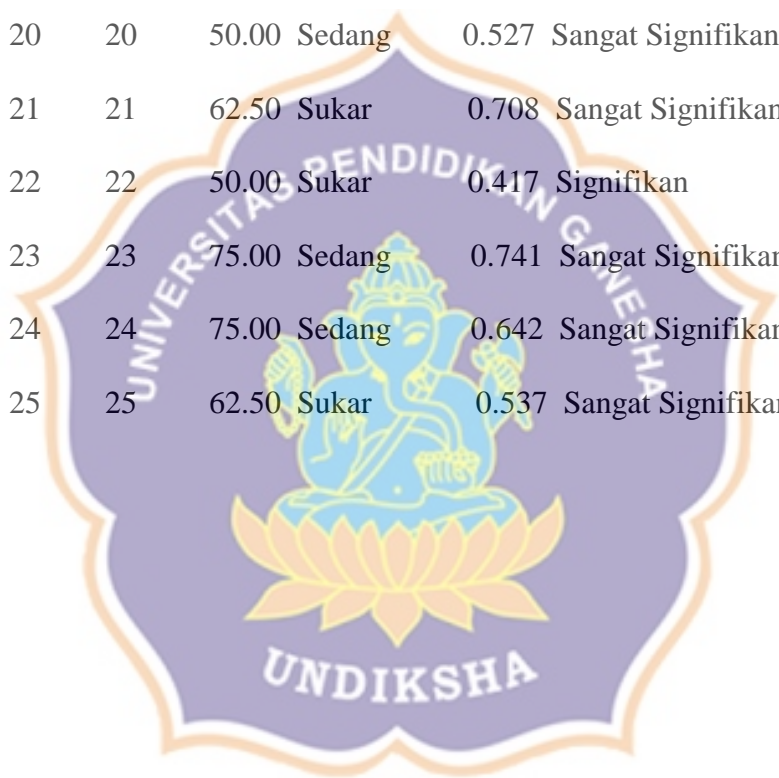 20 20 50.00 Sedang 0.527 Sangat Signifikan
21 21 62.50 Sukar 0.708 Sangat Signifikan
22 22 50.00 Sukar 0.417 Signifikan
23 23 75.00 Sedang 0.741 Sangat Signifikan
24 24 75.00 Sedang 0.642 Sangat Signifikan
25 25 62.50 Sukar 0.537 Sangat Signifikan
UNIVERSITAS PENDIDIKAN GANESHA
UNDIKSHA